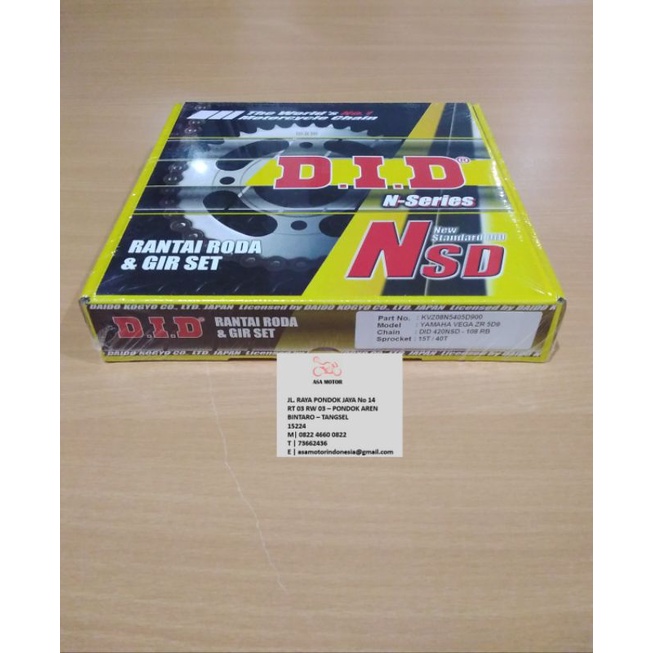 The World's No.1
Motorcycle Chain
D.I.D®
N-Series
RANTAI RODA
& GIR SET
New
Standard DID
NSD
DAIDO KOGYO CO., LTD. JAPAN Licensed by DAIDO KOGYO CO., LTD. JAPAN Licensed by DAIDO KO
D.I.D®
RANTAI RODA
& GIR SET
Part No. : KVZ08N5405D900
Model : YAMAHA VEGA ZR 5D9
Chain : DID 420NSD - 108 RB
Sprocket : 15T / 40T
DAIDO KOGYO CO., LTD. JAPAN Licensed by
ASA MOTOR
JL. RAYA PONDOK JAYA No 14
RT 03 RW 03 – PONDOK AREN
BINTARO – TANGSEL
15224
M| 0822 4660 0822
T | 73662436
E | asamotorindonesia@gmail.com